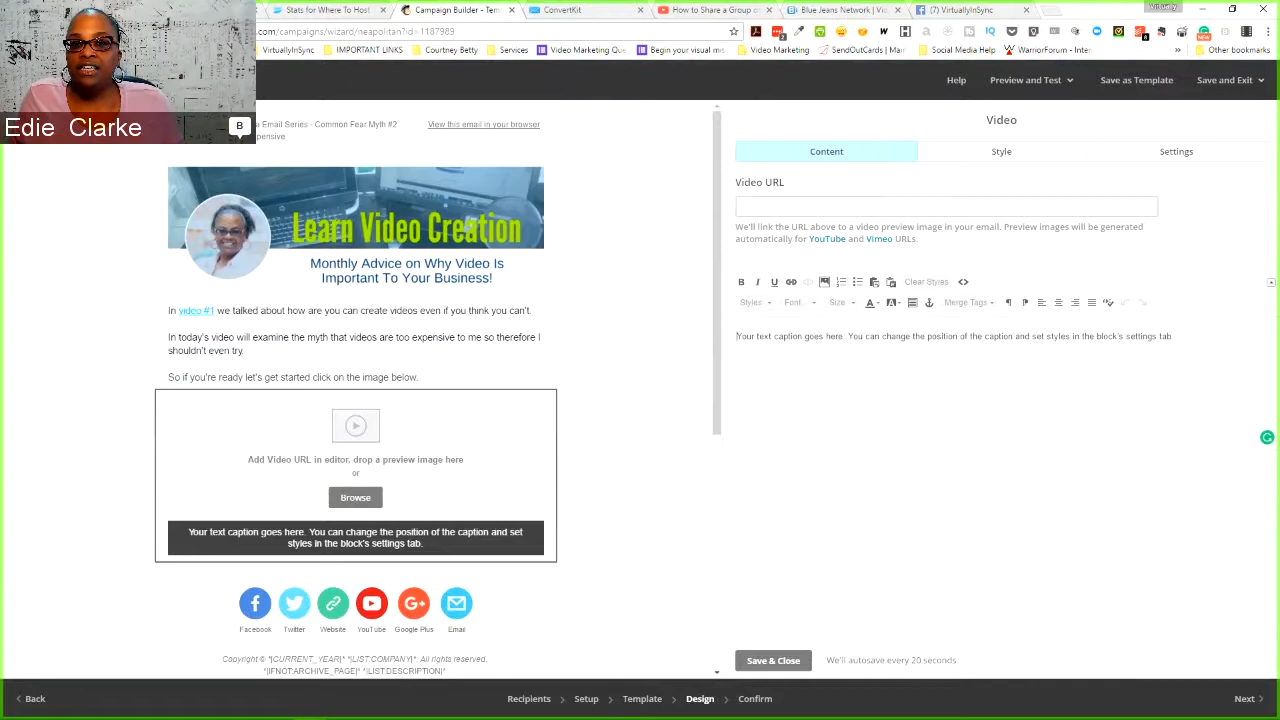 Stats for Where To Host
Campaign Builder - Tem
ConvertKit
How to Share a Group on
Blue Jeans Network | Vid
(7) Facebook
Virtually
.com/campaigns/wizard/neapolitan?id=1187989
VirtuallyInSync
IMPORTANT LINKS
Courtney Betty
Services
Video Marketing Que
Begin your visual me
Video Marketing
SendOutCards | Mark
Social Media Help
WarriorForum - Inter
Other bookmarks
Help
Preview and Test
Save as Template
Save and Exit
Edie Clarke
B
a Email Series - Common Fear Myth #2
pensive
View this email in your browser
Learn Video Creation
Monthly Advice on Why Video Is
Important To Your Business!
In video #1 we talked about how are you can create videos even if you think you can't.
In today's video will examine the myth that videos are too expensive to me so therefore I
shouldn't even try.
So if you're ready let's get started click on the image below.
Add Video URL in editor, drop a preview image here
or
Browse
Your text caption goes here. You can change the position of the caption and set
styles in the block's settings tab.
Facebook
Twitter
Website
YouTube
Google Plus
Email
Copyright © *|CURRENT_YEAR|* *|LIST:COMPANY|*. All rights reserved.
*|IFNOT:ARCHIVE_PAGE|* *|LIST:DESCRIPTION|*
Video
Content
Style
Settings
Video URL
We'll link the URL above to a video preview image in your email. Preview images will be generated
automatically for YouTube and Vimeo URLs.
B I U
Clear Styles
Styles
Font
Size
Merge Tags
Your text caption goes here. You can change the position of the caption and set styles in the block's settings tab.
Save & Close
We'll autosave every 20 seconds
Back
Recipients
Setup
Template
Design
Confirm
Next